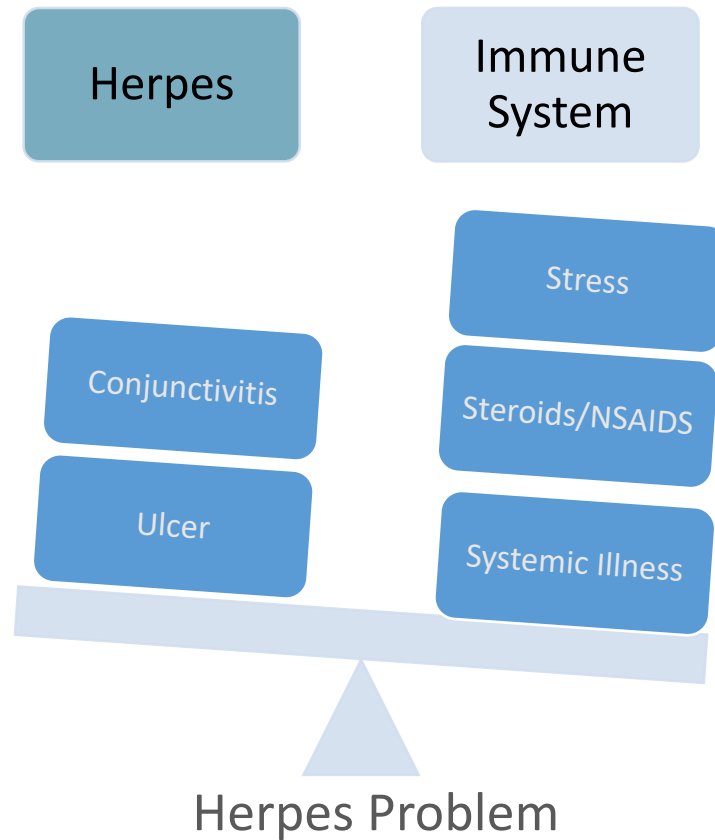 Herpes
Immune
System
Stress
Conjunctivitis
Steroids/NSAIDS
Ulcer
Systemic Illness
Herpes Problem